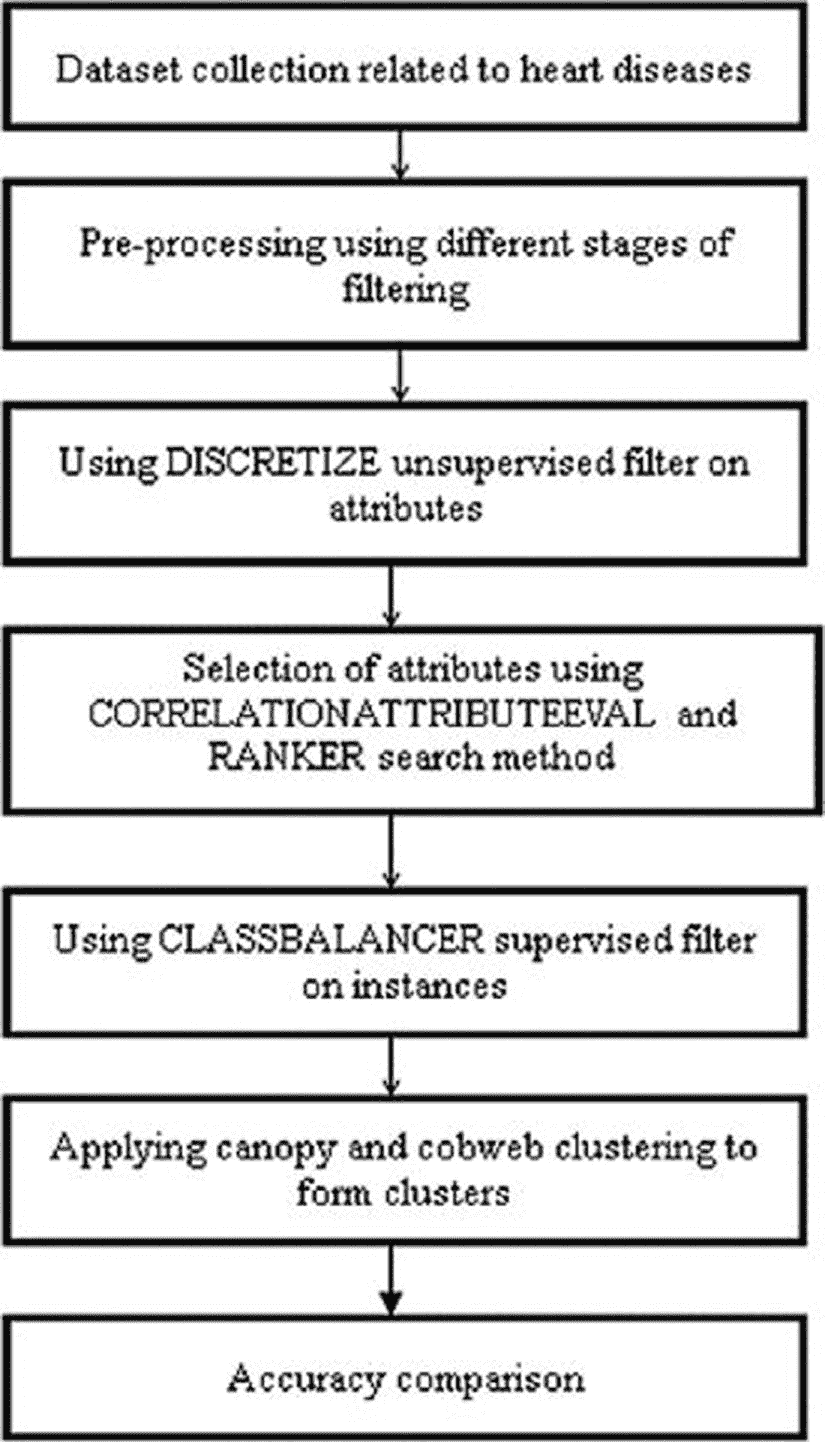 Dataset collection related to heart diseases
Pre-processing using different stages of
filtering
Using DISCRETIZE unsupervised filter on
attributes
Selection of attributes using
CORRELATIONATTRIBUTEEVAL and
RANKER search method
Using CLASSBALANCER supervised filter
on instances
Applying canopy and cobweb clustering to
form clusters
Accuracy comparison